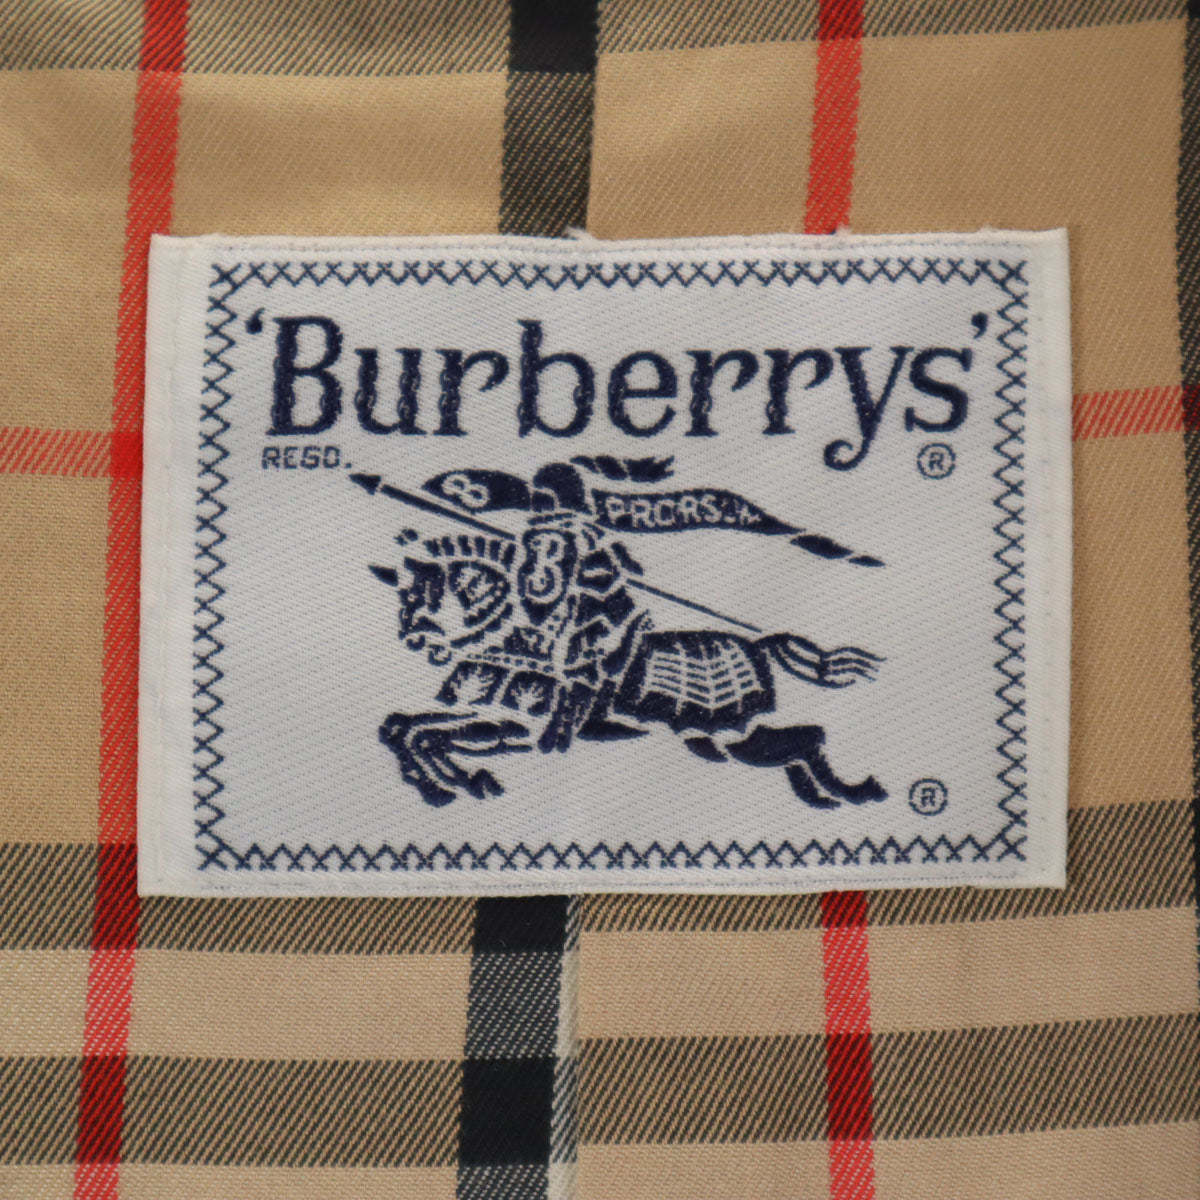 'Burberrys'
REGD.
®
B PRORSUM
B
®